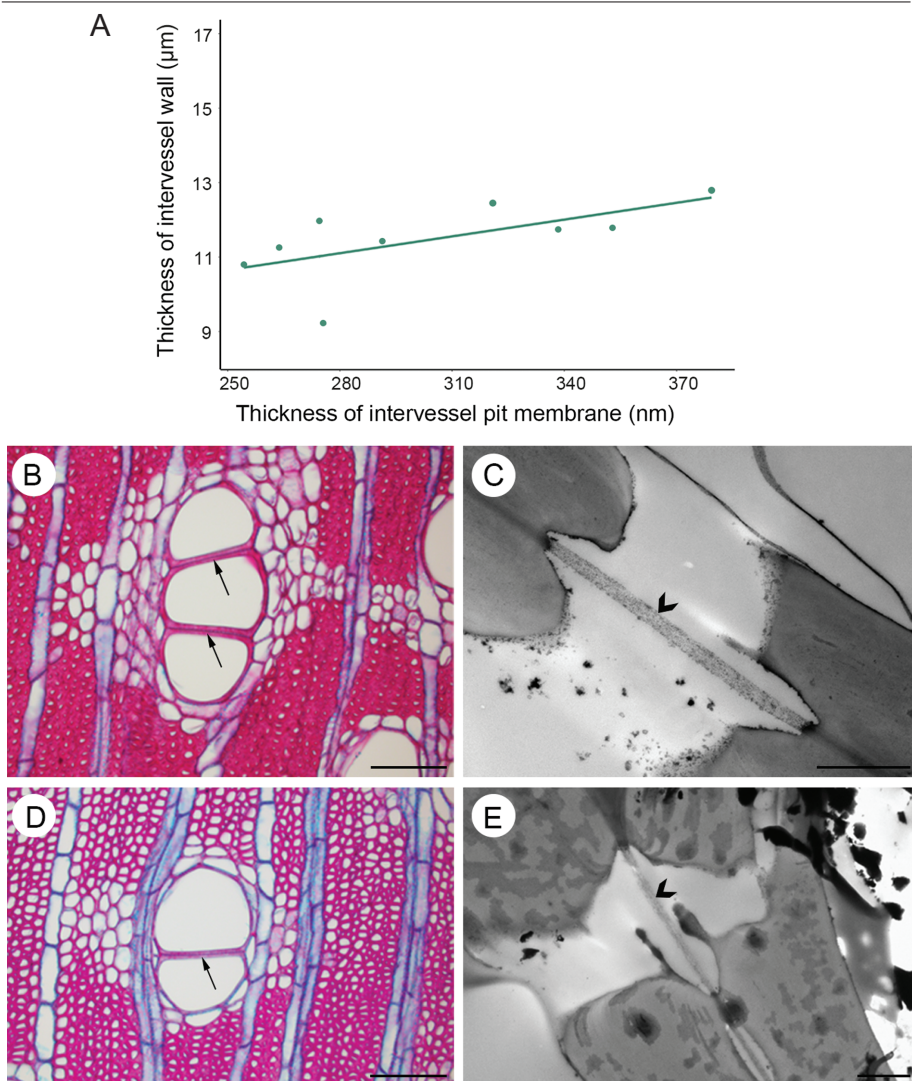 A
Thickness of intervessel wall (µm)
17
15
13
11
9
250 280 310 340 370
Thickness of intervessel pit membrane (nm)
B
C
D
E